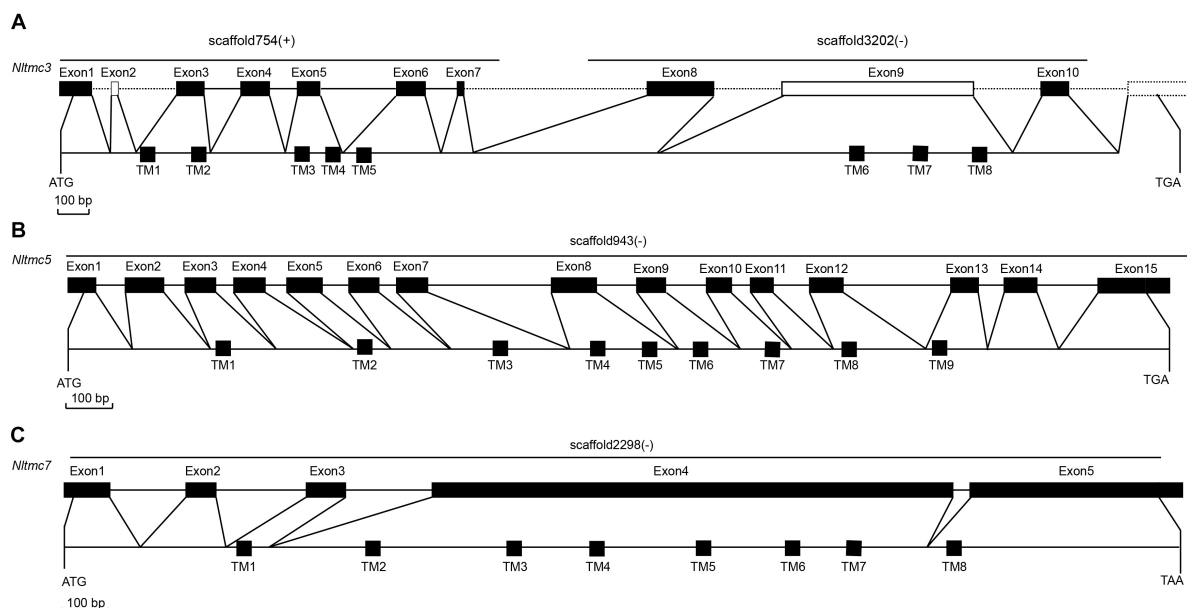 A
scaffold754(+) scaffold3202(-)
Nltmc3
Exon1 Exon2 Exon3 Exon4 Exon5 Exon6 Exon7 Exon8 Exon9 Exon10
TM1 TM2 TM3 TM4 TM5 TM6 TM7 TM8
ATG TGA
100 bp
B
scaffold943(-)
Nltmc5
Exon1 Exon2 Exon3 Exon4 Exon5 Exon6 Exon7 Exon8 Exon9 Exon10 Exon11 Exon12 Exon13 Exon14 Exon15
TM1 TM2 TM3 TM4 TM5 TM6 TM7 TM8 TM9
ATG TGA
100 bp
C
scaffold2298(-)
Nltmc7
Exon1 Exon2 Exon3 Exon4 Exon5
TM1 TM2 TM3 TM4 TM5 TM6 TM7 TM8
ATG TAA
100 bp